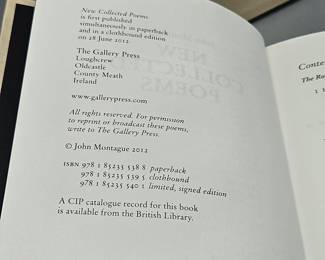 New Collected Poems
is first published
simultaneously in paperback
and in a clothbound edition
on 28 June 2012.
The Gallery Press
Loughcrew
Oldcastle
County Meath
Ireland
www.gallerypress.com
All rights reserved. For permission
to reprint or broadcast these poems,
write to The Gallery Press.
© John Montague 2012
ISBN 978 1 85235 538 8 paperback
978 1 85235 539 5 clothbound
978 1 85235 540 1 limited, signed edition
A CIP catalogue record for this book
is available from the British Library.
NEW
COLLECTED
POEMS